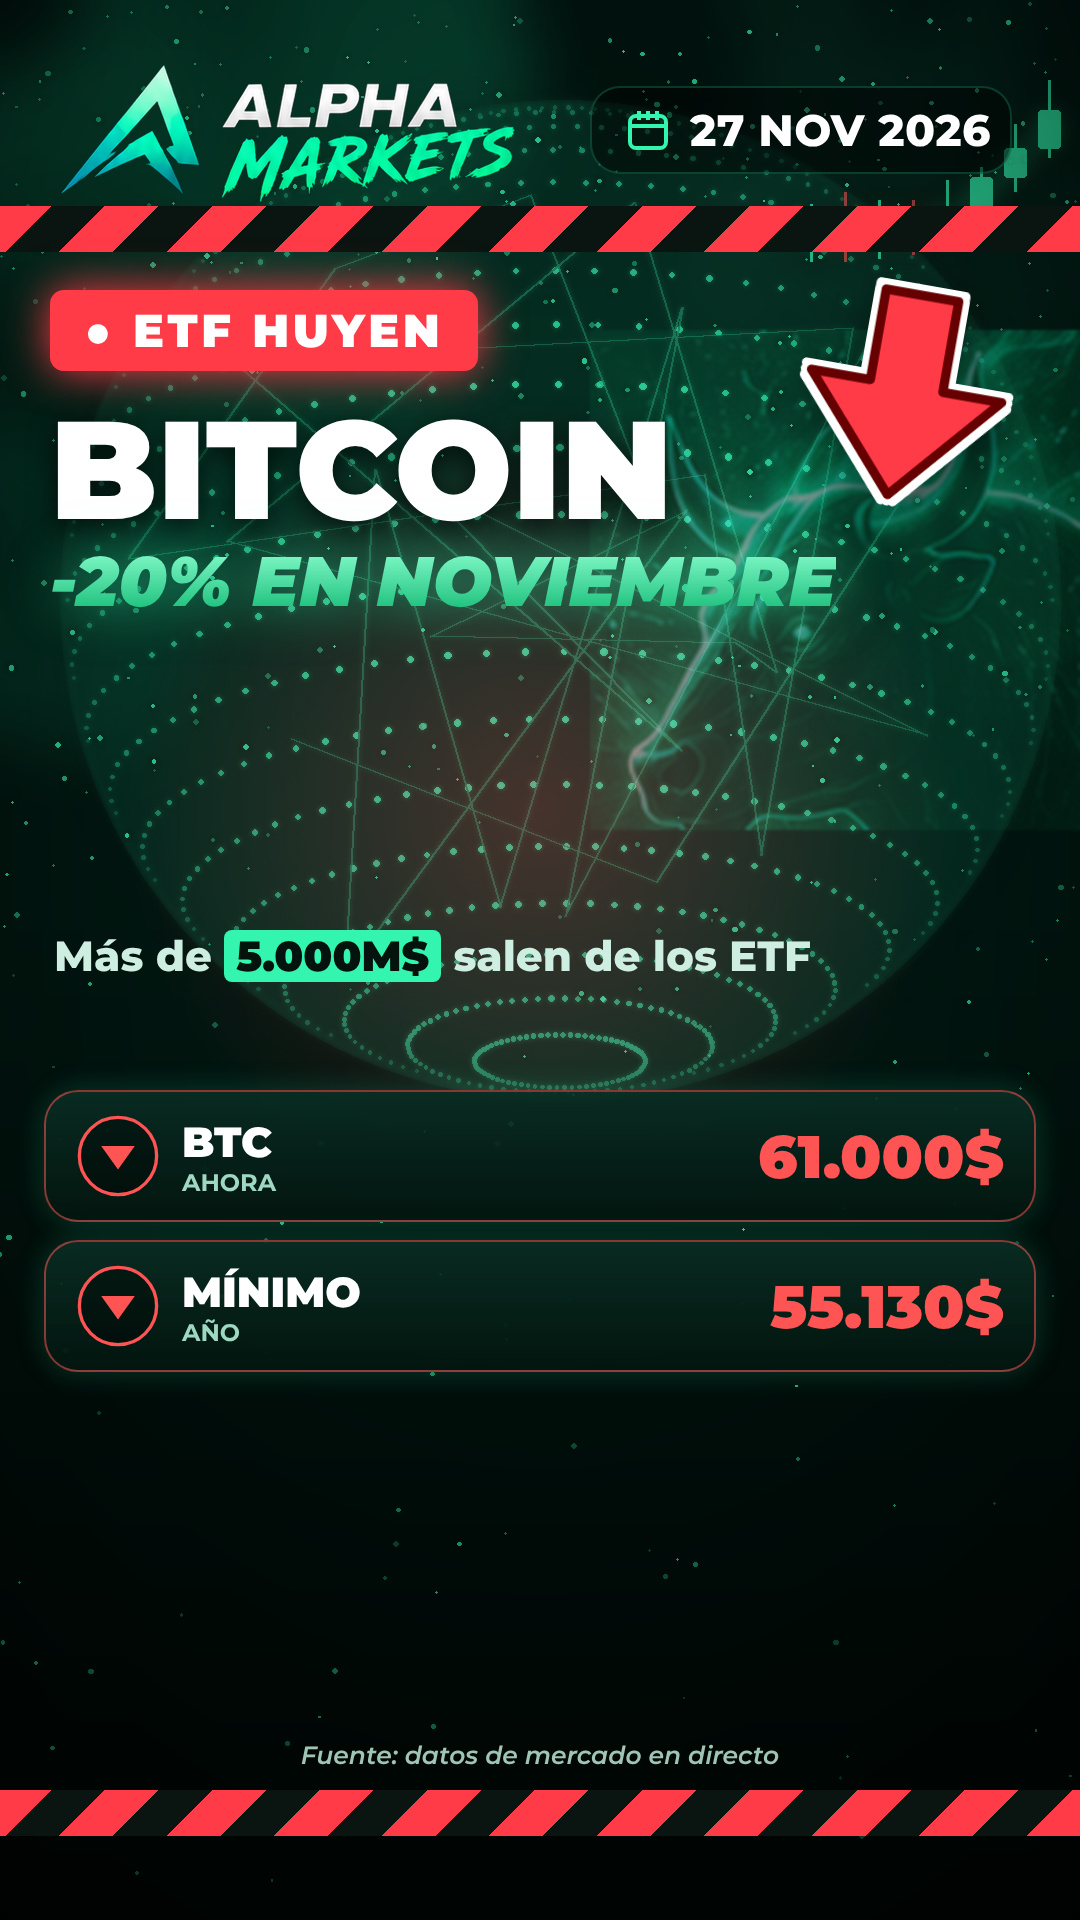 ALPHA
MARKETS
27 NOV 2026
ETF HUYEN
BITCOIN
-20% EN NOVIEMBRE
Más de 5.000M$ salen de los ETF
BTC
AHORA
61.000$
MÍNIMO
AÑO
55.130$
Fuente: datos de mercado en directo